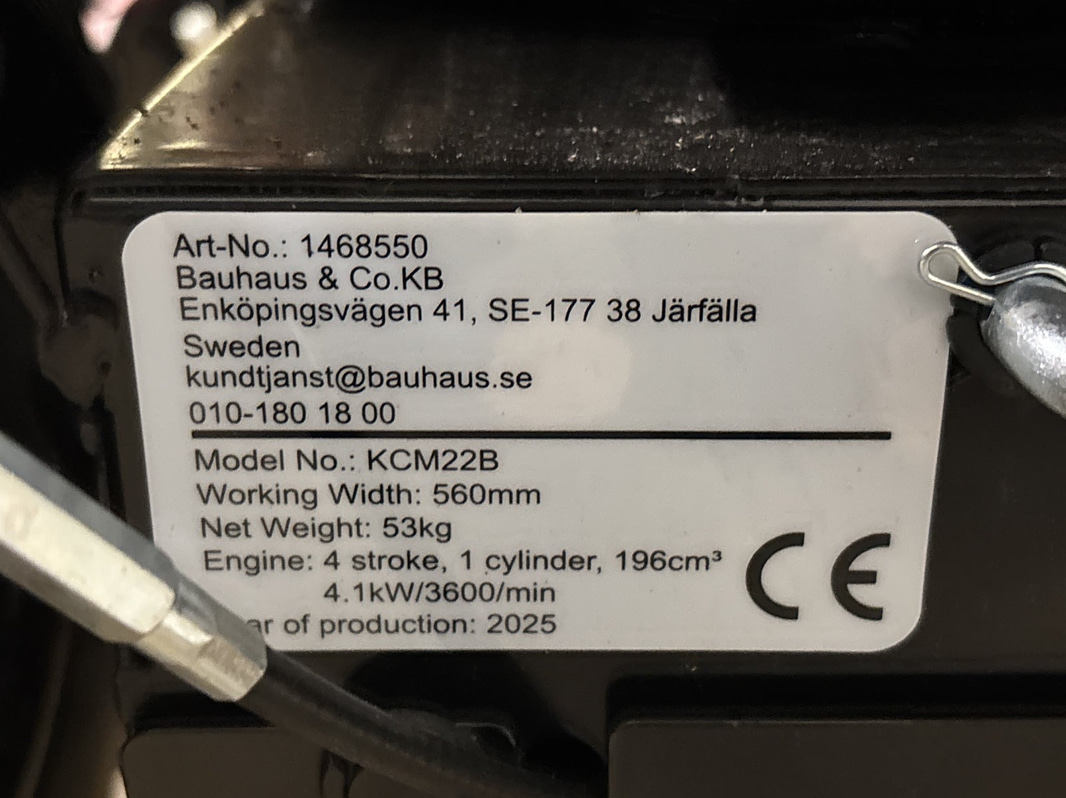 Art-No.: 1468550
Bauhaus & Co.KB
Enköpingsvägen 41, SE-177 38 Järfälla
Sweden
kundtjanst@bauhaus.se
010-180 18 00
Model No.: KCM22B
Working Width: 560mm
Net Weight: 53kg
Engine: 4 stroke, 1 cylinder, 196cm³
4.1kW/3600/min
CE
of production: 2025